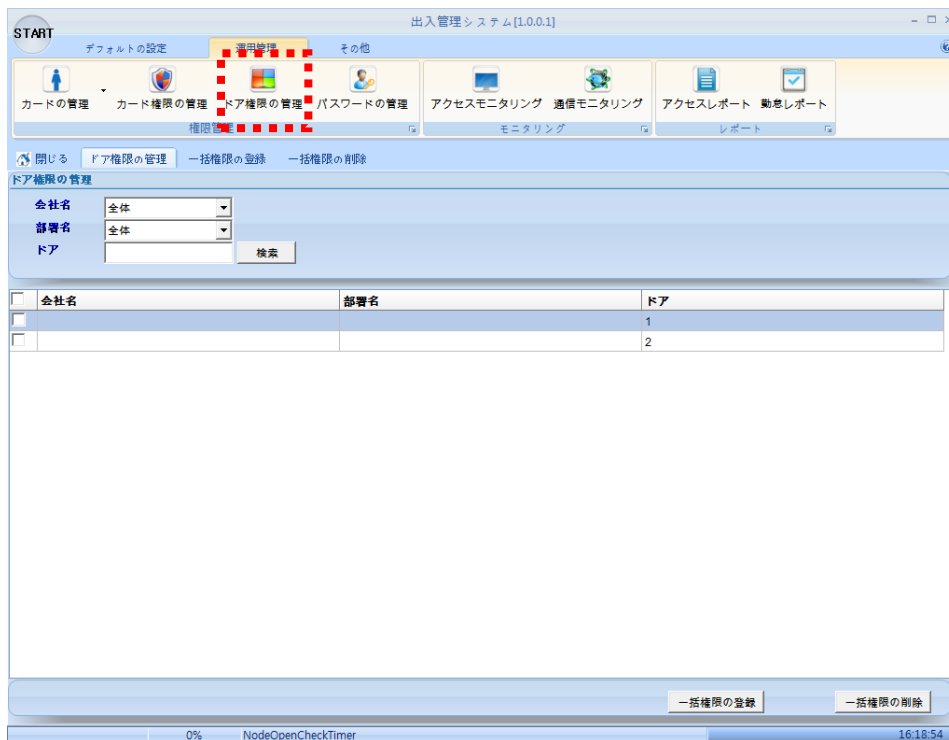 出入管理システム[1.0.0.1]
START
デフォルトの設定 運用管理 その他
カードの管理 カード権限の管理 ドア権限の管理 パスワードの管理 アクセスモニタリング 通信モニタリング アクセスレポート 勤怠レポート
権限管理 モニタリング レポート
閉じる ドア権限の管理 一括権限の登録 一括権限の削除
ドア権限の管理
会社名 全体
部署名 全体
ドア 検索
会社名 部署名 ドア
1
2
一括権限の登録 一括権限の削除
0% NodeOpenCheckTimer 16:18:54